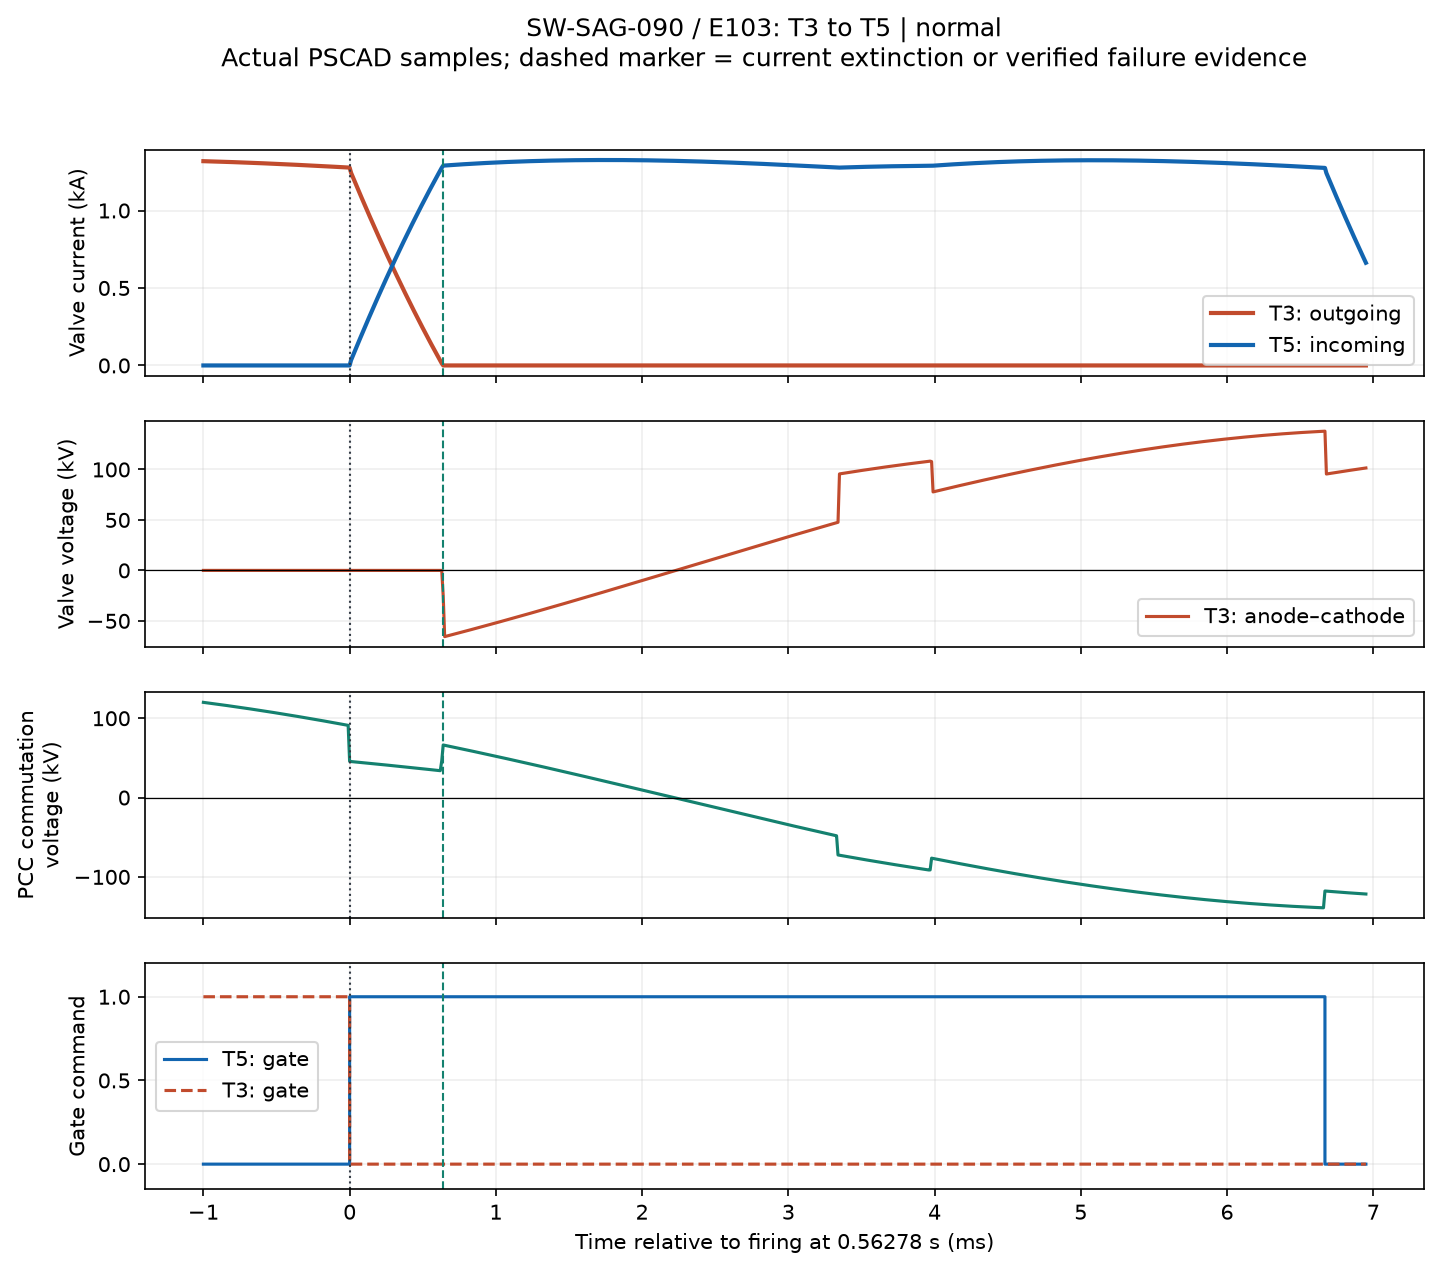 SW-SAG-090 / E103: T3 to T5 | normal
Actual PSCAD samples; dashed marker = current extinction or verified failure evidence
Valve current (kA)
1.0
0.5
0.0
T3: outgoing
T5: incoming
Valve voltage (kV)
100
50
0
−50
T3: anode–cathode
PCC commutation
voltage (kV)
100
0
−100
Gate command
1.0
0.5
0.0
T5: gate
T3: gate
−1 0 1 2 3 4 5 6 7
Time relative to firing at 0.56278 s (ms)